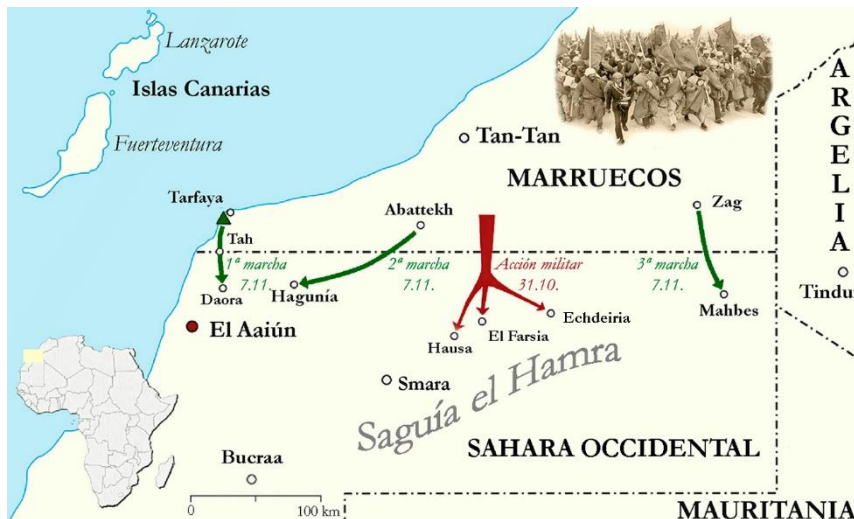 Lanzarote
Islas Canarias
Fuerteventura
Tan-Tan
MARRUECOS
ARGELIA
Tarfaya
Abattekh
Zag
Tah
1ª marcha
7.11.
2ª marcha
7.11.
Acción militar
31.10.
3ª marcha
7.11.
Tindu
Daora
Hagunía
Mahbes
El Aaiún
Echdeiria
El Farsia
Hausa
Smara
Saguía el Hamra
SAHARA OCCIDENTAL
Bucraa
0 100 km
MAURITANIA